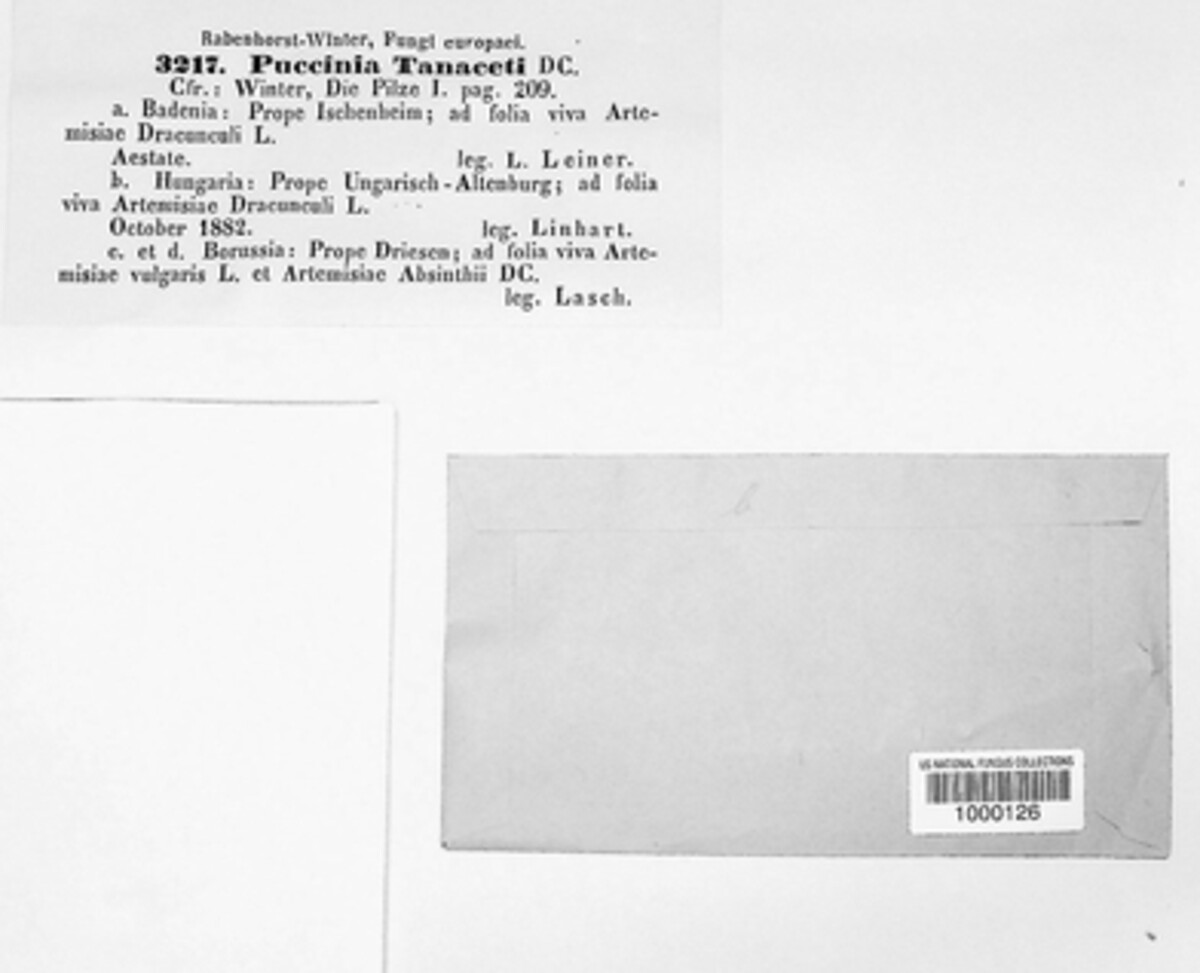 Rabenhorst-Winter, Fungi europaei.
3217. Puccinia Tanaceti DC.
Cfr.: Winter, Die Pilze I. pag. 209.
a. Badenia: Prope Ischenheim; ad folia viva Arte-
misiae Dracunculi L.
Aestate. leg. L. Leiner.
b. Hungaria: Prope Ungarisch-Altenburg; ad folia
viva Artemisiae Dracunculi L.
October 1882. leg. Linhart.
c. et d. Borussia: Prope Driesen; ad folia viva Arte-
misiae vulgaris L. et Artemisiae Absinthii DC.
leg. Lasch.
b
US NATIONAL FUNGUS COLLECTIONS
1000126